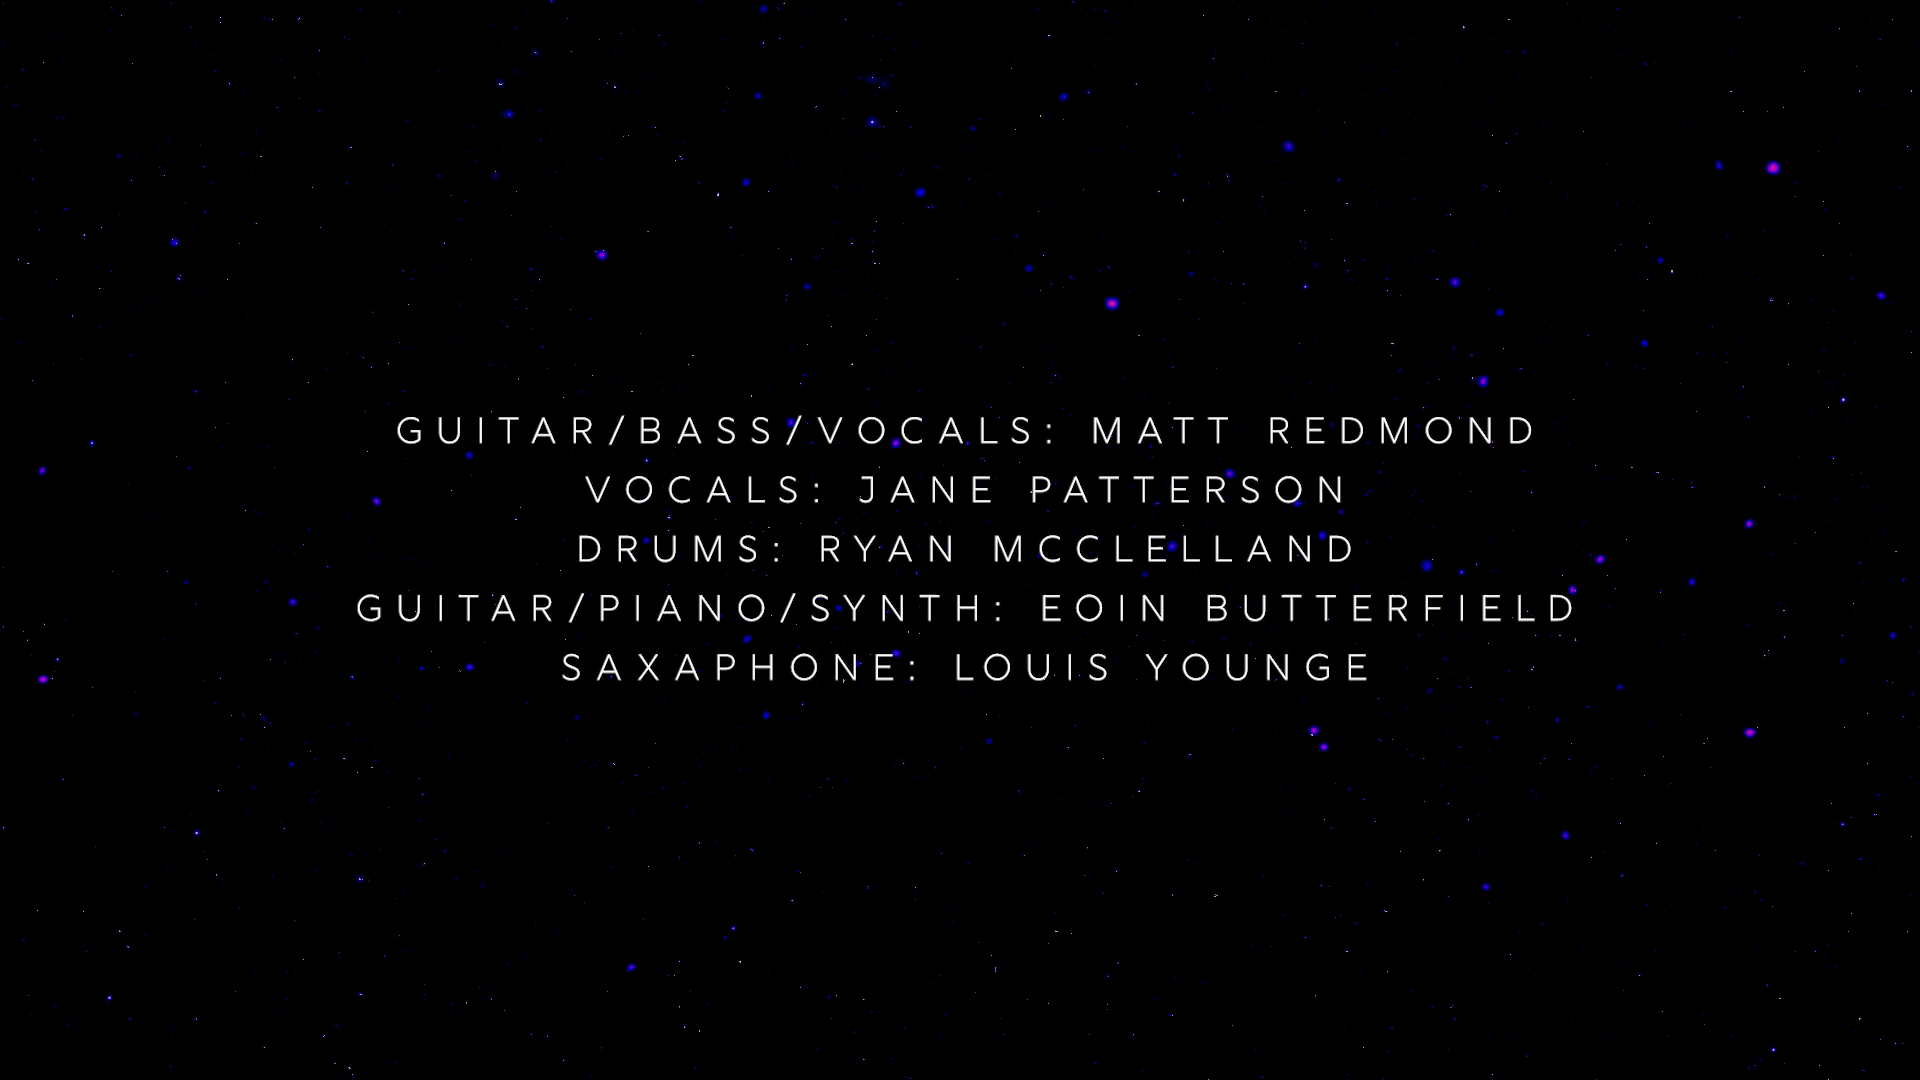 GUITAR/BASS/VOCALS: MATT REDMOND
VOCALS: JANE PATTERSON
DRUMS: RYAN MCCLELLAND
GUITAR/PIANO/SYNTH: EOIN BUTTERFIELD
SAXAPHONE: LOUIS YOUNGE